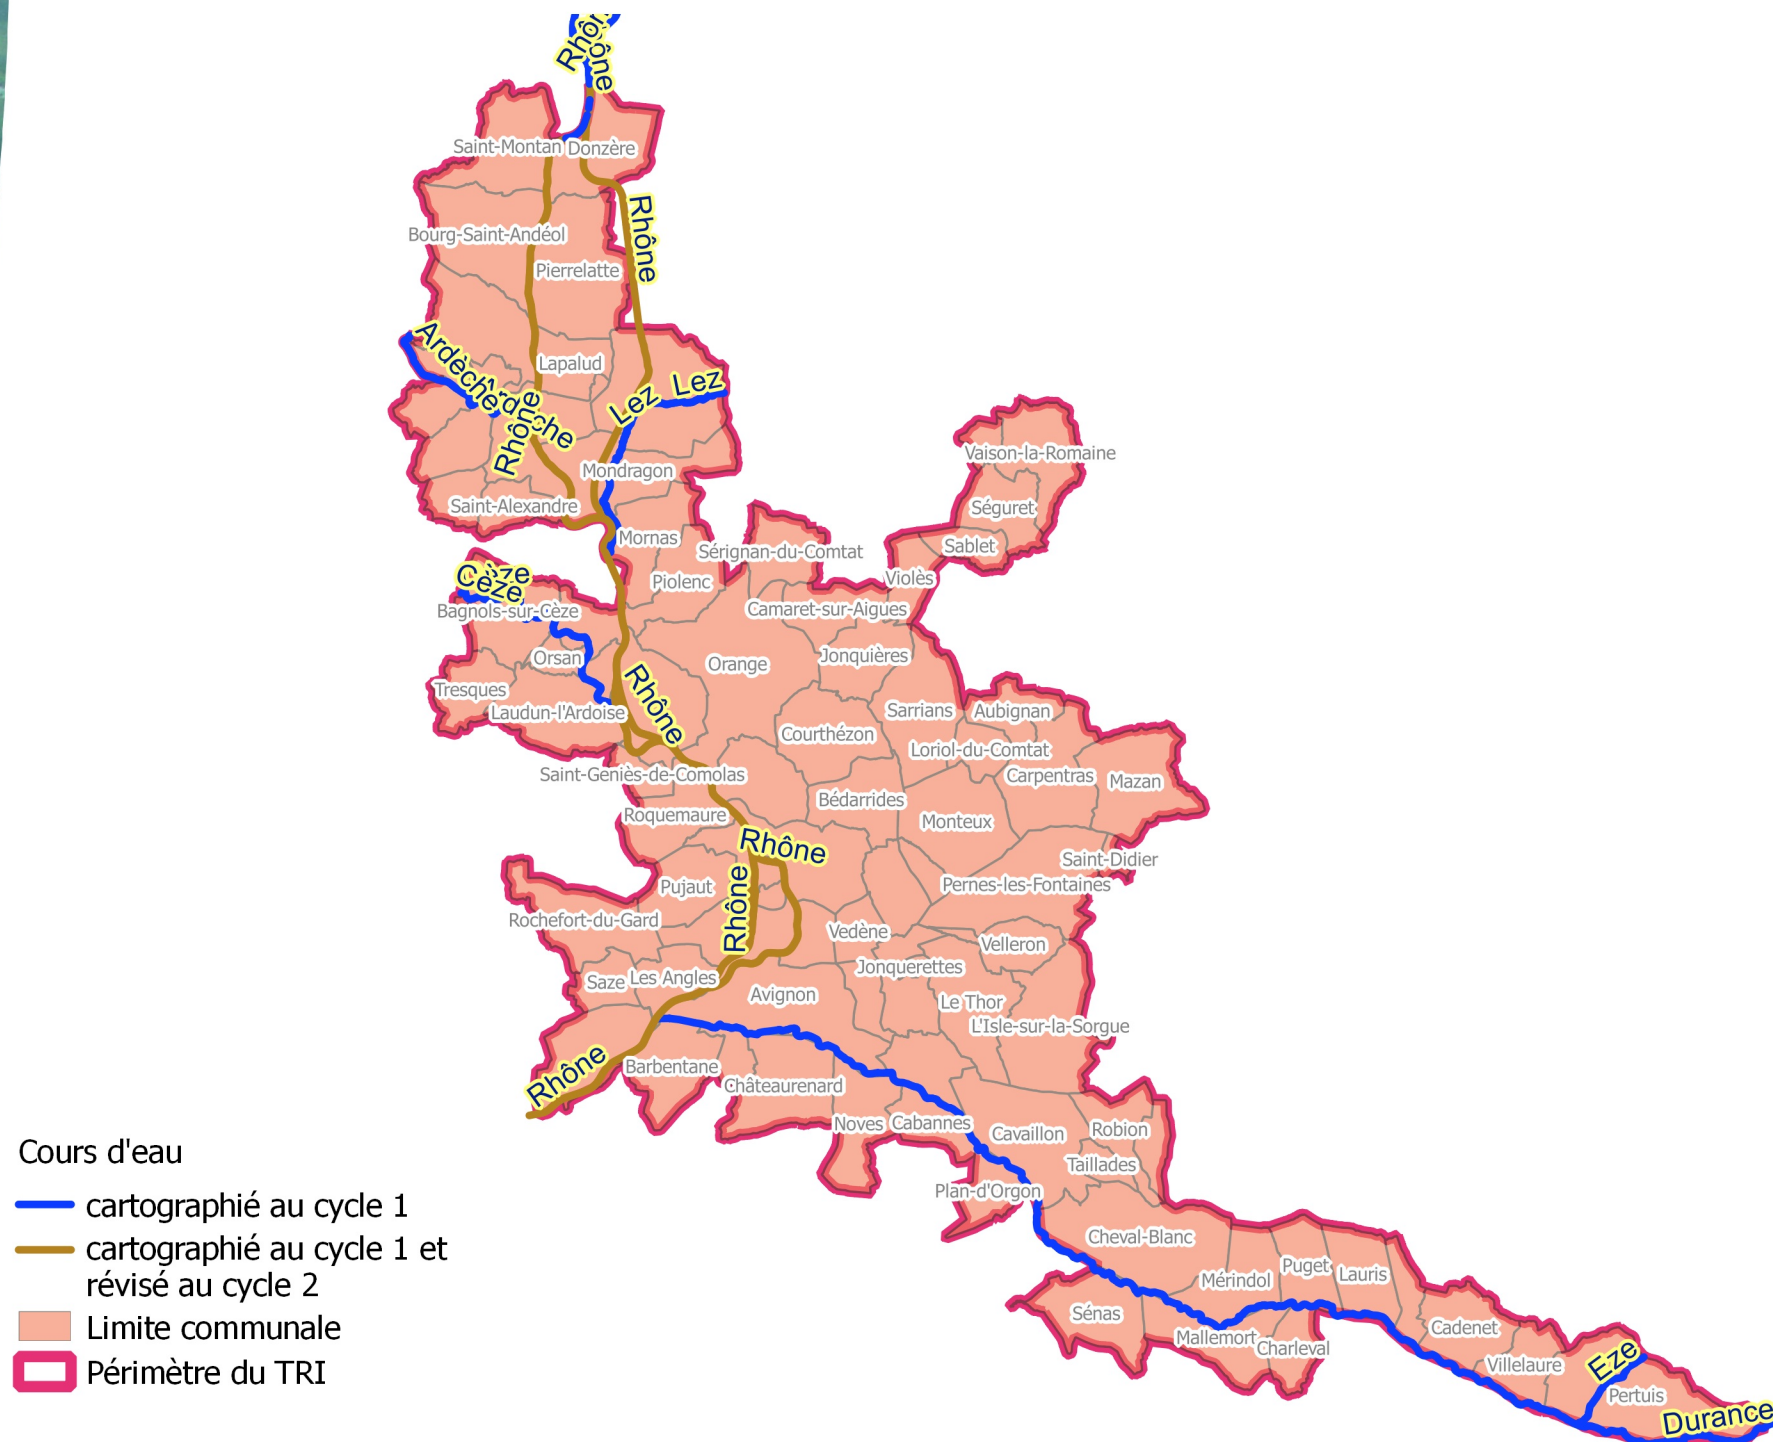 Rhône
Rhône
Saint-Montan
Donzère
Rhône
Bourg-Saint-Andéol
Pierrelatte
Ardèche
Lapalud
Lez
Lez
Ardèche
Rhône
Vaison-la-Romaine
Mondragon
Saint-Alexandre
Séguret
Mornas
Sérignan-du-Comtat
Sablet
Cèze
Cèze
Piolenc
Violès
Bagnols-sur-Cèze
Camaret-sur-Aigues
Orsan
Orange
Jonquières
Tresques
Rhône
Laudun-l'Ardoise
Sarrians
Aubignan
Courthézon
Loriol-du-Comtat
Saint-Geniès-de-Comolas
Carpentras
Mazan
Bédarrides
Roquemaure
Monteux
Rhône
Saint-Didier
Pujaut
Pernes-les-Fontaines
Rhône
Rochefort-du-Gard
Vedène
Velleron
Jonquerettes
Saze
Les Angles
Avignon
Le Thor
L'Isle-sur-la-Sorgue
Rhône
Barbentane
Châteaurenard
Noves
Cabannes
Cavaillon
Robion
Taillades
Plan-d'Orgon
Cheval-Blanc
Mérindol
Puget
Lauris
Sénas
Mallemort
Charleval
Cadenet
Villelaure
Eze
Pertuis
Durance
Cours d'eau
cartographié au cycle 1
cartographié au cycle 1 et
révisé au cycle 2
Limite communale
Périmètre du TRI